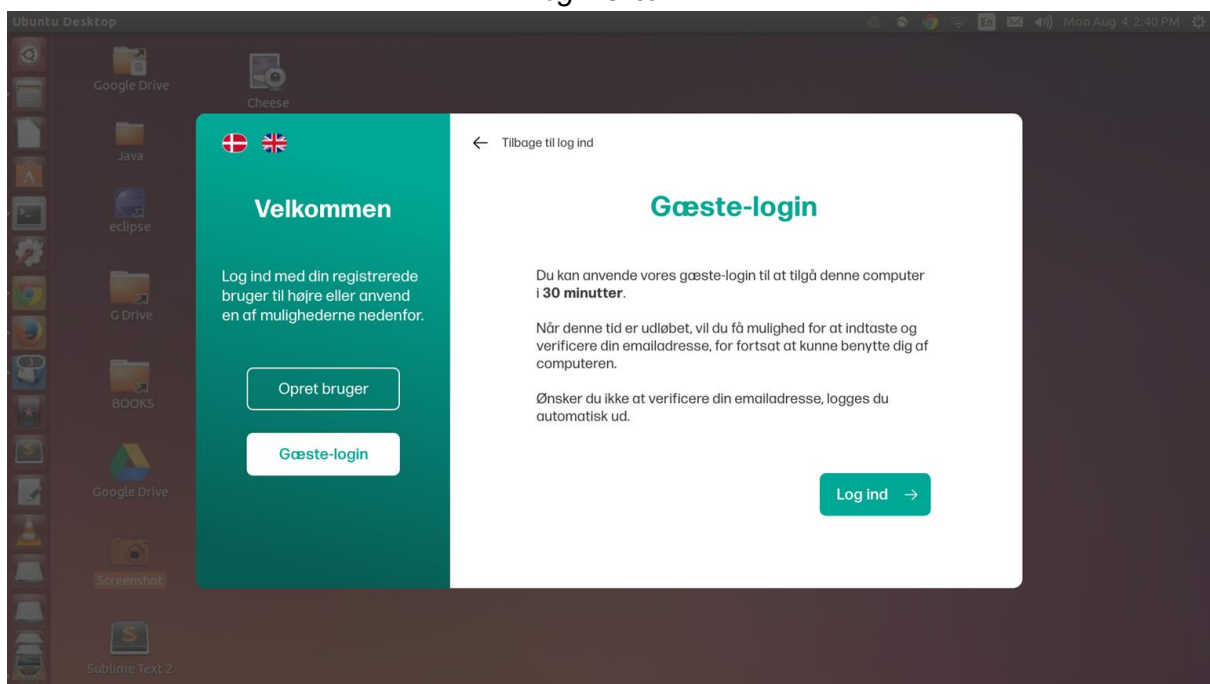 Ubuntu Desktop
En
Mon Aug 4 2:40 PM
Google Drive
Cheese
Java
eclipse
G Drive
BOOKS
Google Drive
Screenshot
Sublime Text 2
Velkommen
Log ind med din registrerede
bruger til højre eller anvend
en af mulighederne nedenfor.
Opret bruger
Gæste-login
Tilbage til log ind
Gæste-login
Du kan anvende vores gæste-login til at tilgå denne computer
i 30 minutter.
Når denne tid er udløbet, vil du få mulighed for at indtaste og
verificere din emailadresse, for fortsat at kunne benytte dig af
computeren.
Ønsker du ikke at verificere din emailadresse, logges du
automatisk ud.
Log ind